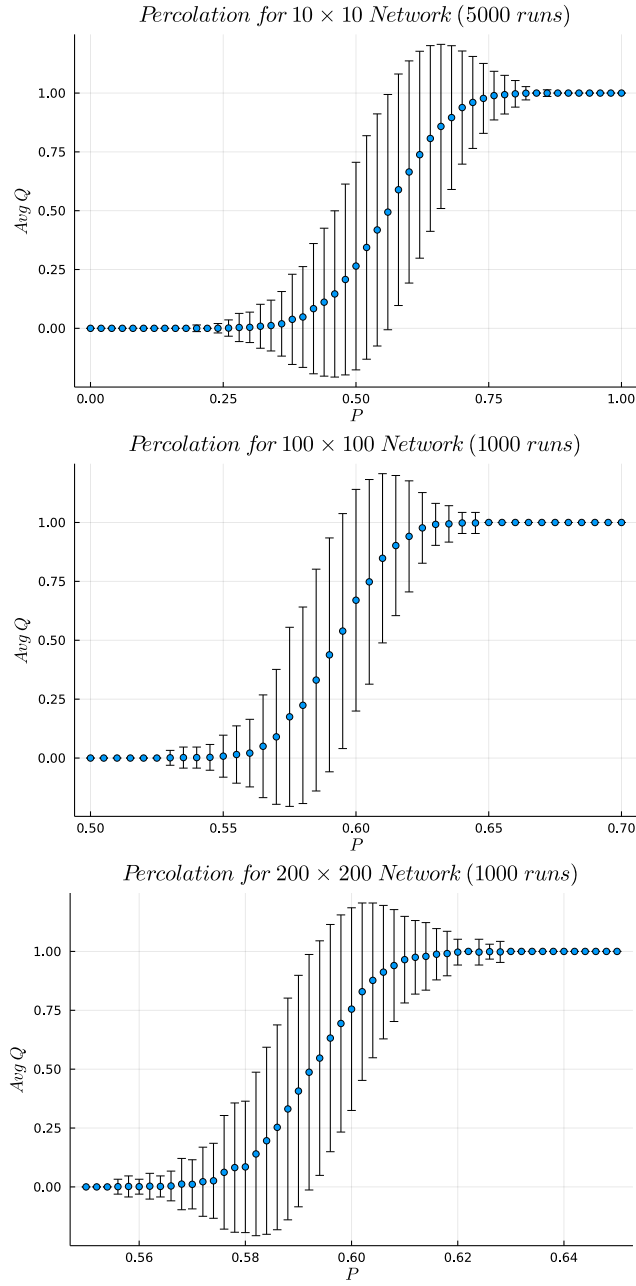 Percolation for 10 × 10 Network (5000 runs)
1.00
0.75
0.50
0.25
0.00
Avg Q
0.00 0.25 0.50 0.75 1.00
P
Percolation for 100 × 100 Network (1000 runs)
1.00
0.75
0.50
0.25
0.00
Avg Q
0.50 0.55 0.60 0.65 0.70
P
Percolation for 200 × 200 Network (1000 runs)
1.00
0.75
0.50
0.25
0.00
Avg Q
0.56 0.58 0.60 0.62 0.64
P